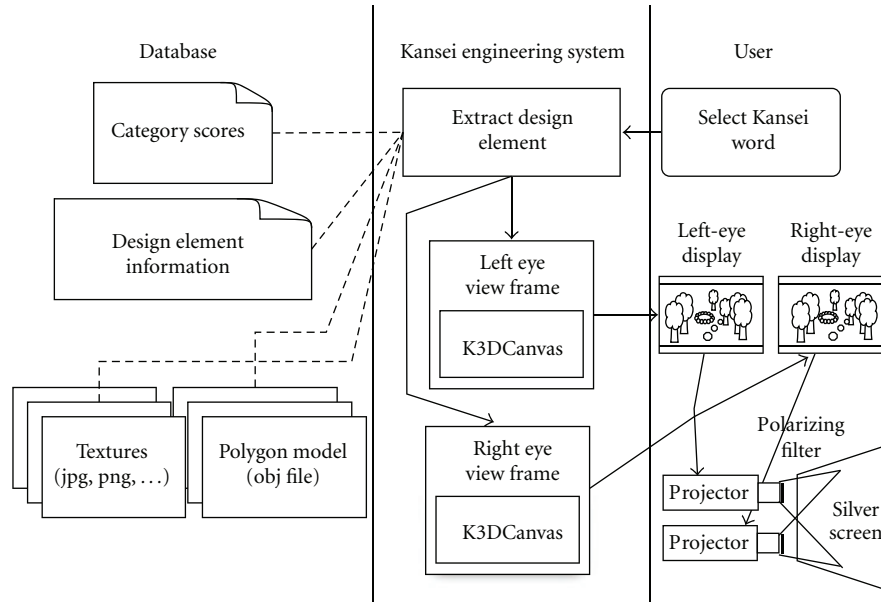 Database
Kansei engineering system
User
Category scores
Extract design
element
Select Kansei
word
Design element
information
Left eye
view frame
K3DCanvas
Left-eye
display
Right-eye
display
Textures
(jpg, png, ...)
Polygon model
(obj file)
Right eye
view frame
K3DCanvas
Polarizing
filter
Projector
Projector
Silver
screen